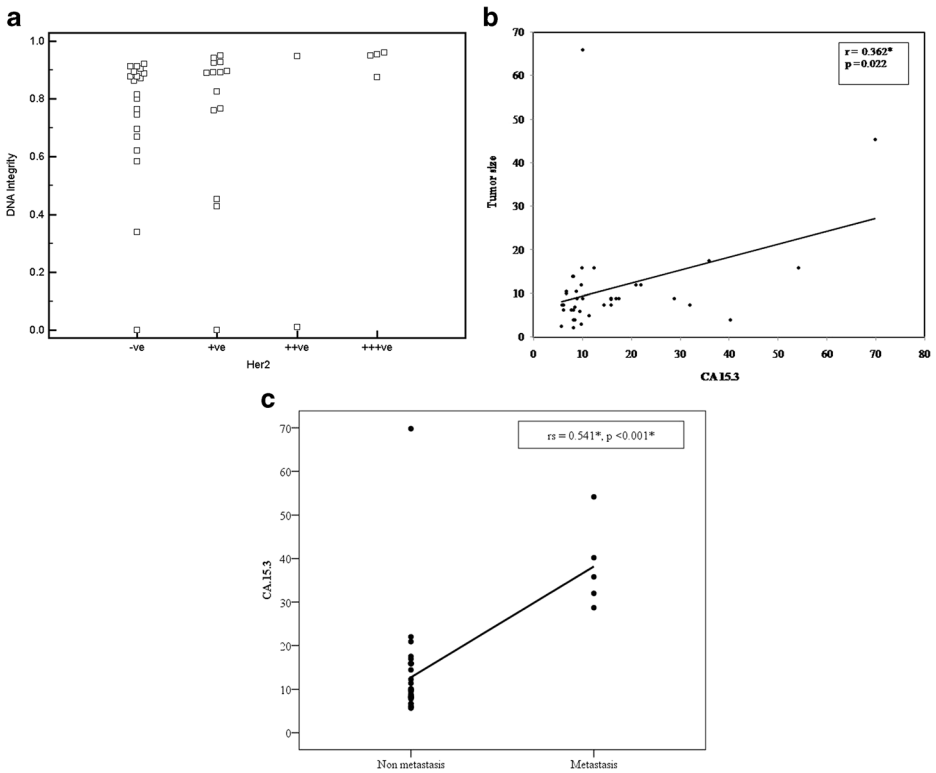 a
1.0
0.8
0.6
0.4
0.2
0.0
DNA Integrity
-ve
+ve
++ve
+++ve
Her2
b
70
60
50
40
30
20
10
0
Tumor size
r = 0.362*
p =0.022
0
10
20
30
40
50
60
70
80
CA 15.3
c
70
60
50
40
30
20
10
0
CA.15.3
rs = 0.541*, p <0.001*
Non metastasis
Metastasis